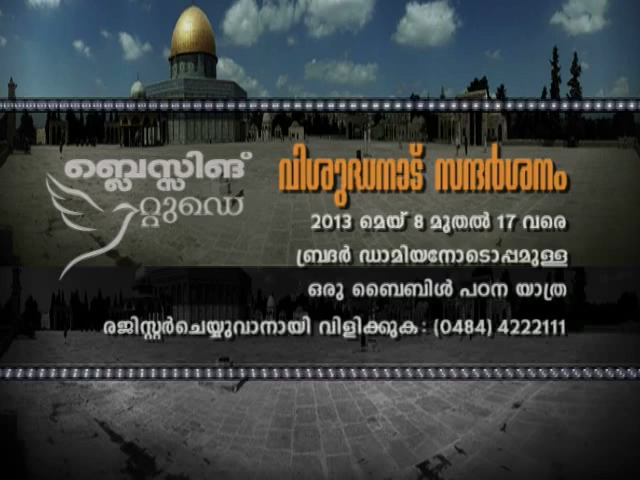 ബ്ലെസ്സിങ്
റ്റുഡെ
വിശുദ്ധനാട് സന്ദർശനം
2013 മെയ് 8 മുതൽ 17 വരെ
ബ്രദർ ഡാമിയനോടൊപ്പമുള്ള
ഒരു ബൈബിൾ പഠന യാത്ര
രജിസ്റ്റർചെയ്യുവാനായി വിളിക്കുക : (0484) 4222111